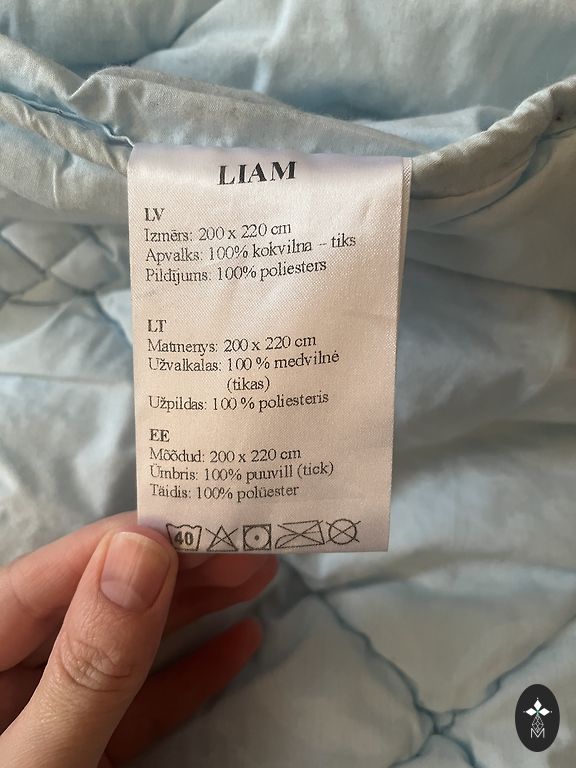 LIAM
LV
Izmērs: 200 x 220 cm
Apvalks: 100% kokvilna – tiks
Pildījums: 100% poliesters
LT
Matmenys: 200 x 220 cm
Užvalkalas: 100 % medvilnė
(tikas)
Užpildas: 100 % poliesteris
EE
Mõõdud: 200 x 220 cm
Ümbris: 100% puuvill (tick)
Täidis: 100% polüester
40
M